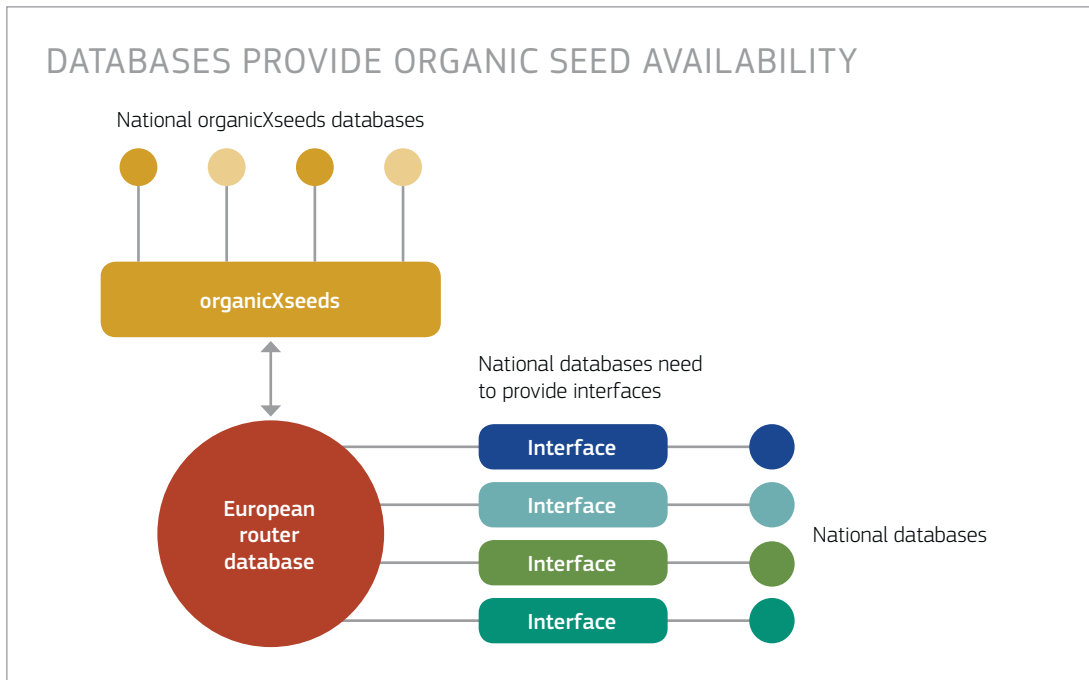 DATABASES PROVIDE ORGANIC SEED AVAILABILITY
National organicXseeds databases
organicXseeds
National databases need
to provide interfaces
European
router
database
Interface
Interface
Interface
Interface
National databases